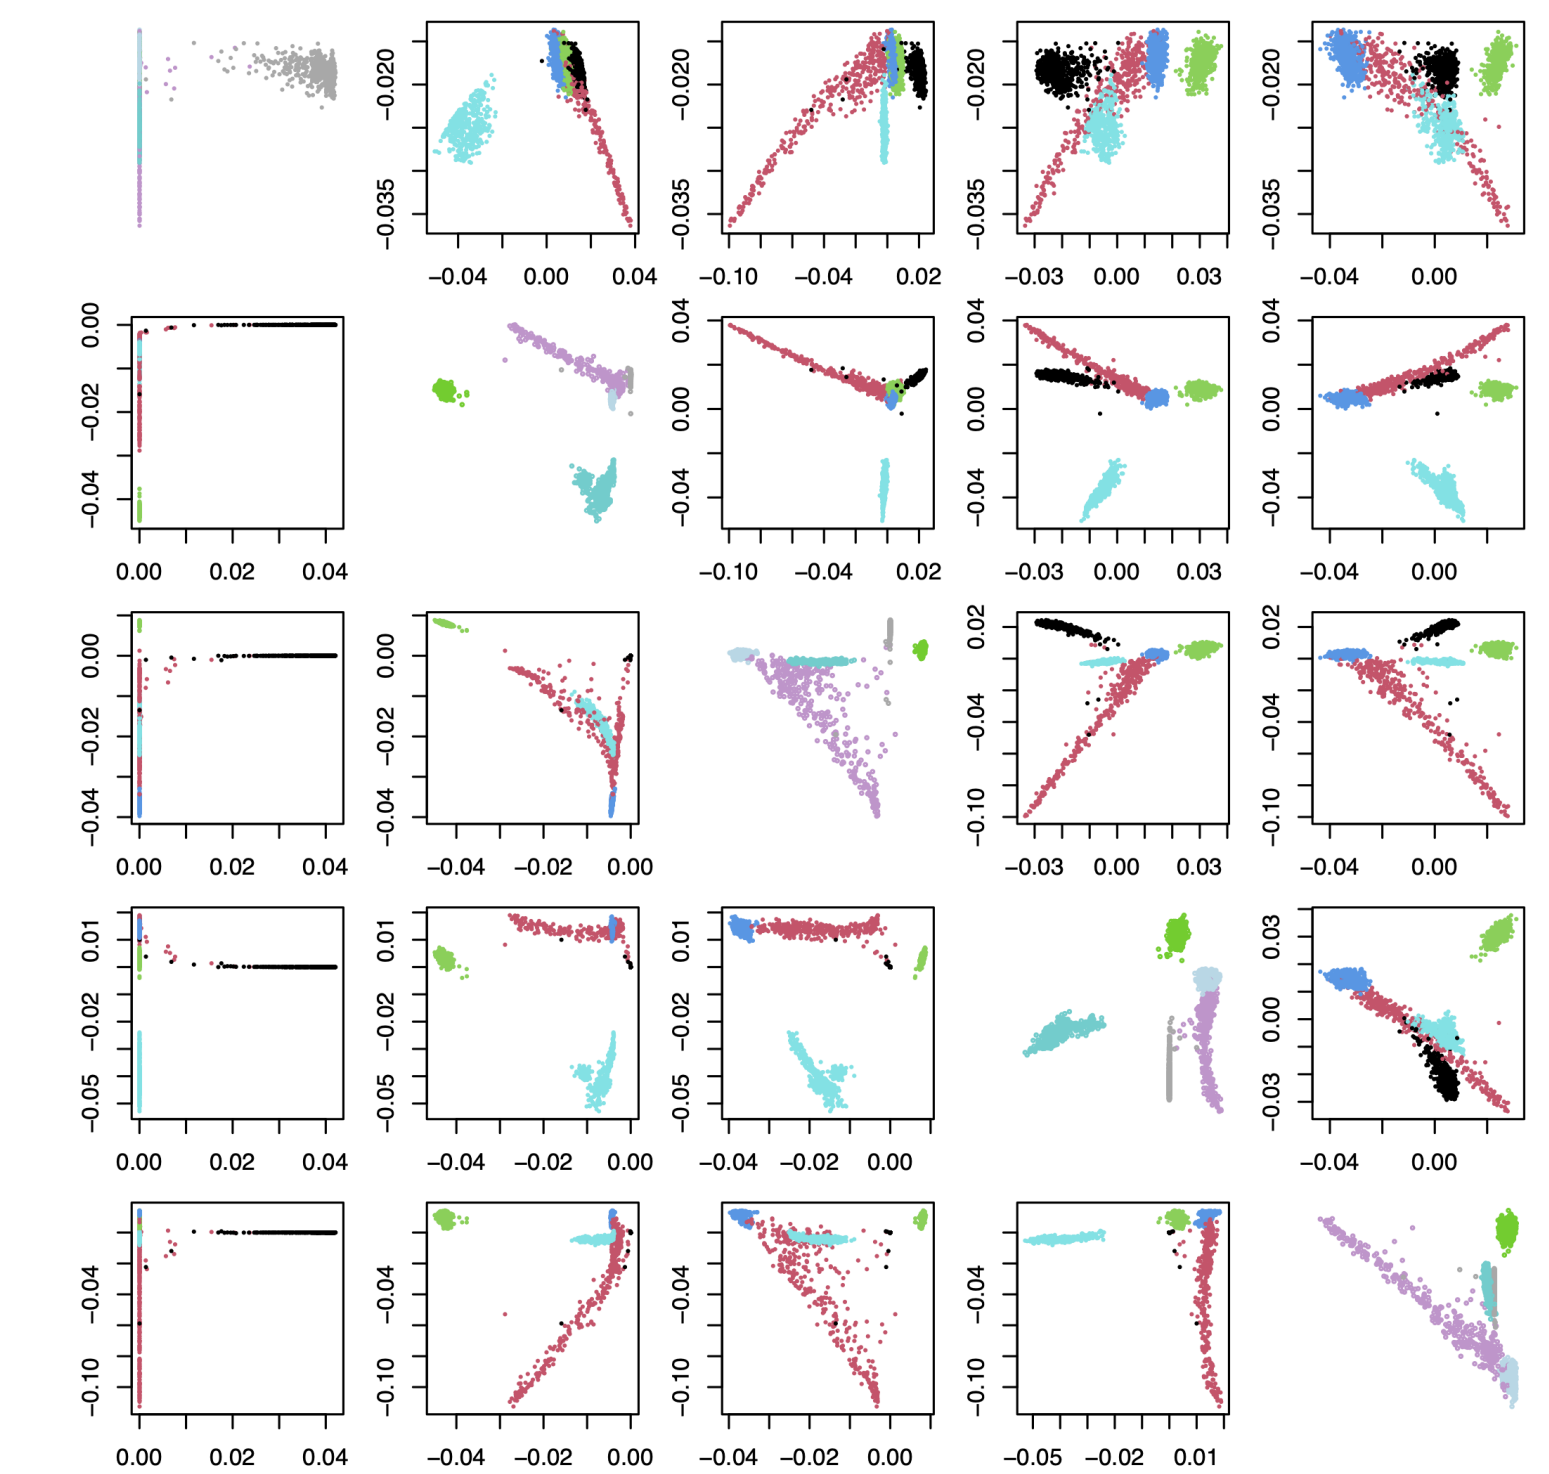 −0.020 −0.020 −0.020 −0.020
−0.035 −0.035 −0.035 −0.035
−0.04 0.00 0.04 −0.10 −0.04 0.02 −0.03 0.00 0.03 −0.04 0.00
0.00 0.04 0.04 0.04
−0.02 0.00 0.00 0.00
−0.04 −0.04 −0.04 −0.04
0.00 0.02 0.04 −0.10 −0.04 0.02 −0.03 0.00 0.03 −0.04 0.00
0.00 0.00 0.02 0.02
−0.02 −0.02 −0.04 −0.04
−0.04 −0.04 −0.10 −0.10
0.00 0.02 0.04 −0.04 −0.02 0.00 −0.03 0.00 0.03 −0.04 0.00
0.01 0.01 0.01 0.03
−0.02 −0.02 −0.02 0.00
−0.05 −0.05 −0.05 −0.03
0.00 0.02 0.04 −0.04 −0.02 0.00 −0.04 −0.02 0.00 −0.04 0.00
−0.04 −0.04 −0.04 −0.04
−0.10 −0.10 −0.10 −0.10
0.00 0.02 0.04 −0.04 −0.02 0.00 −0.04 −0.02 0.00 −0.05 −0.02 0.01